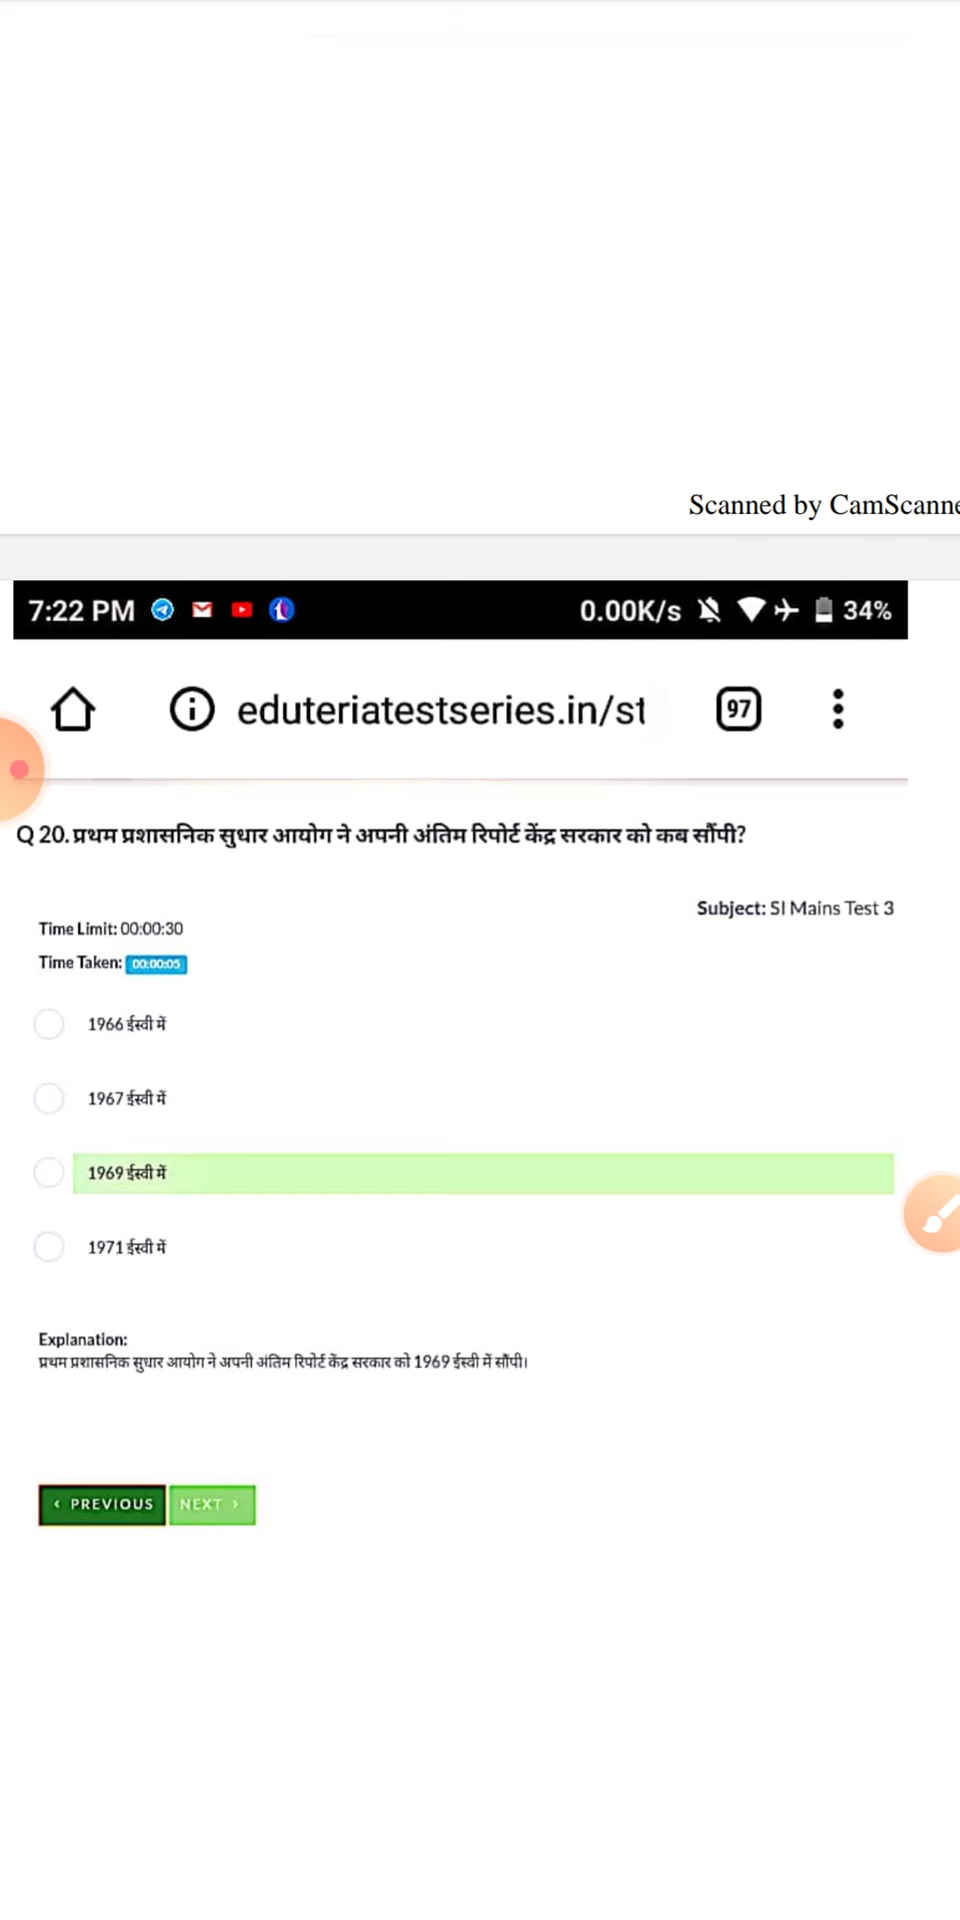 Scanned by CamScanne
7:22 PM 0.00K/s 34%
eduteriatestseries.in/st 97
Q 20. प्रथम प्रशासनिक सुधार आयोग ने अपनी अंतिम रिपोर्ट केंद्र सरकार को कब सौंपी?
Subject: SI Mains Test 3
Time Limit: 00:00:30
Time Taken: 00:00:05
1966 ईस्वी में
1967 ईस्वी में
1969 ईस्वी में
1971 ईस्वी में
Explanation:
प्रथम प्रशासनिक सुधार आयोग ने अपनी अंतिम रिपोर्ट केंद्र सरकार को 1969 ईस्वी में सौंपी।
‹ PREVIOUS NEXT ›